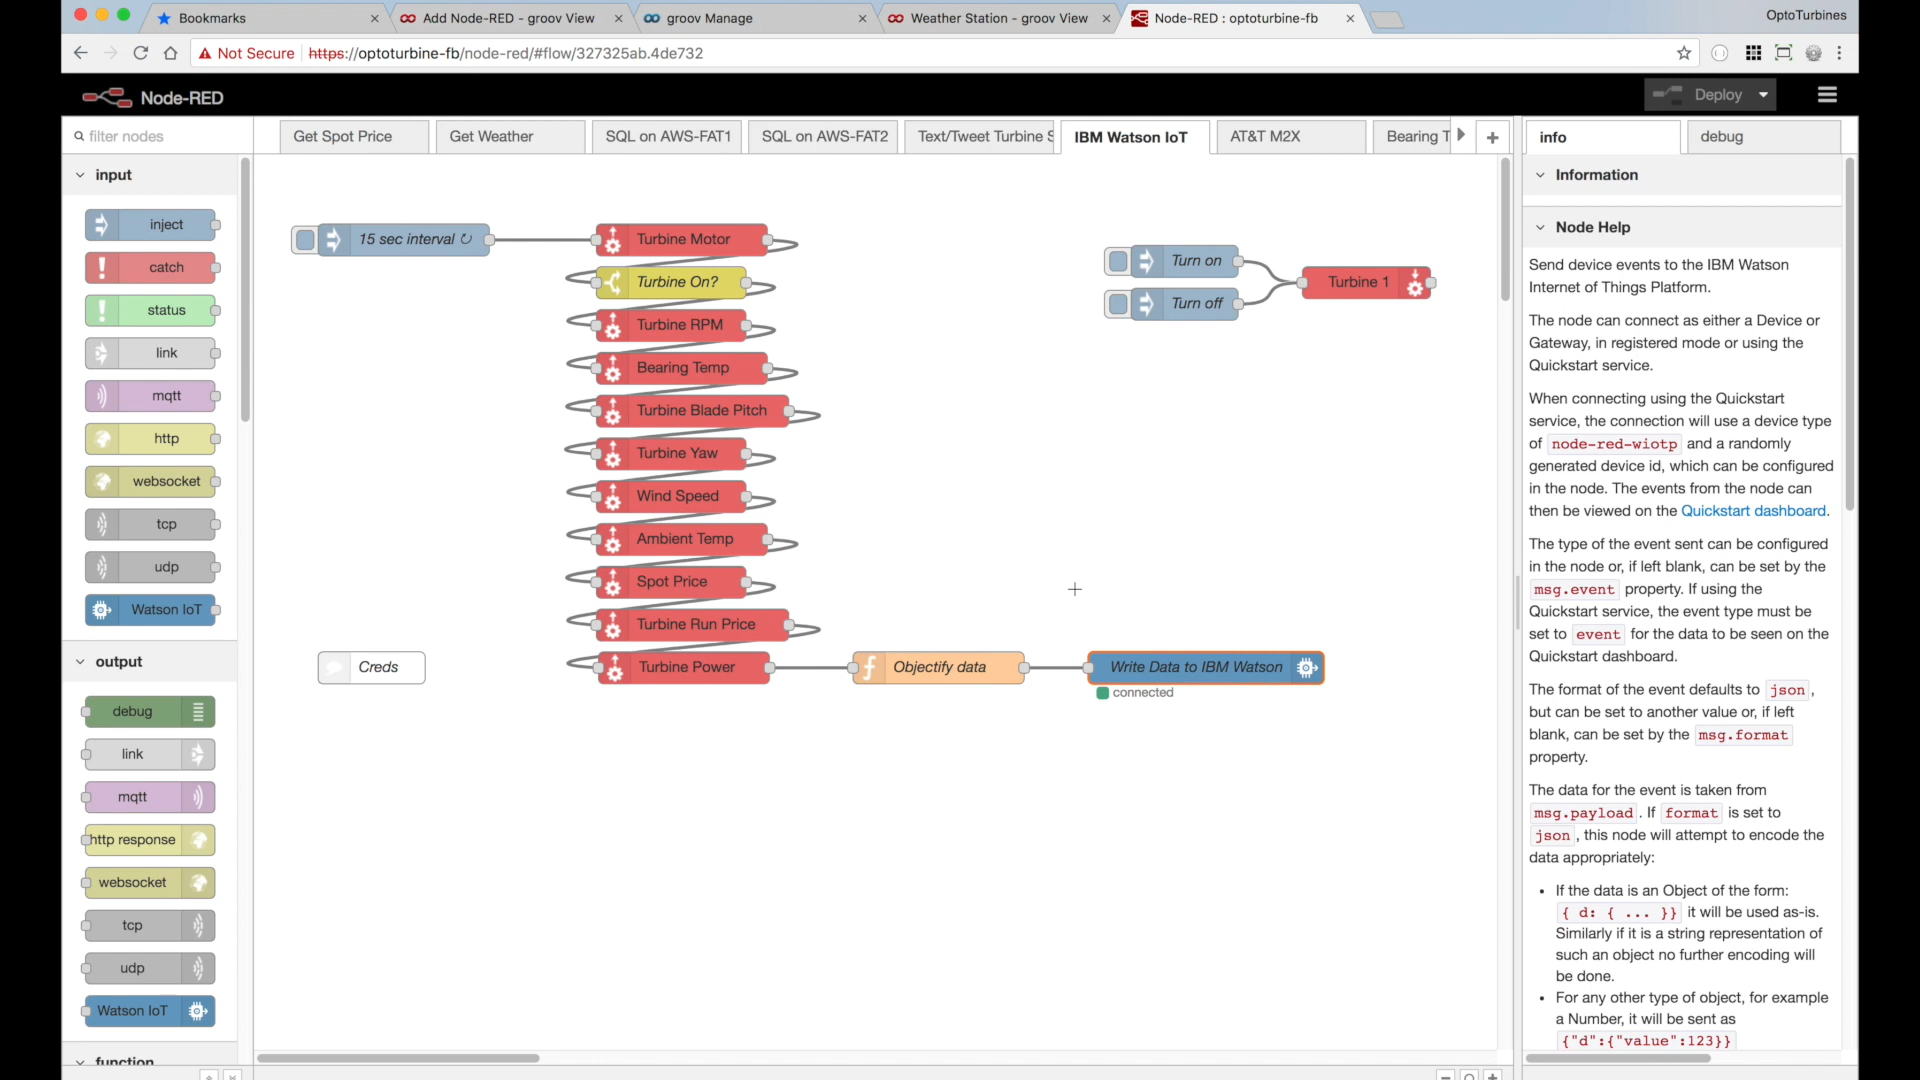 Bookmarks
Add Node-RED - groov View
groov Manage
Weather Station - groov View
Node-RED : optoturbine-fb
OptoTurbines
Not Secure
https://optoturbine-fb/node-red/#flow/327325ab.4de732
Node-RED
Deploy
filter nodes
Get Spot Price
Get Weather
SQL on AWS-FAT1
SQL on AWS-FAT2
Text/Tweet Turbine S
IBM Watson IoT
AT&T M2X
Bearing T
info
debug
input
inject
catch
status
link
mqtt
http
websocket
tcp
udp
Watson IoT
output
debug
link
mqtt
http response
websocket
tcp
udp
Watson IoT
function
15 sec interval ↻
Turbine Motor
Turbine On?
Turbine RPM
Bearing Temp
Turbine Blade Pitch
Turbine Yaw
Wind Speed
Ambient Temp
Spot Price
Turbine Run Price
Turbine Power
Creds
Objectify data
Write Data to IBM Watson
connected
Turn on
Turn off
Turbine 1
Information
Node Help
Send device events to the IBM Watson
Internet of Things Platform.
The node can connect as either a Device or
Gateway, in registered mode or using the
Quickstart service.
When connecting using the Quickstart
service, the connection will use a device type
of node-red-wiotp and a randomly
generated device id, which can be configured
in the node. The events from the node can
then be viewed on the Quickstart dashboard.
The type of the event sent can be configured
in the node or, if left blank, can be set by the
msg.event property. If using the
Quickstart service, the event type must be
set to event for the data to be seen on the
Quickstart dashboard.
The format of the event defaults to json ,
but can be set to another value or, if left
blank, can be set by the msg.format
property.
The data for the event is taken from
msg.payload . If format is set to
json , this node will attempt to encode the
data appropriately:
• If the data is an Object of the form:
{ d: { ... }} it will be used as-is.
Similarly if it is a string representation of
such an object no further encoding will
be done.
• For any other type of object, for example
a Number, it will be sent as
{"d":{"value":123}}